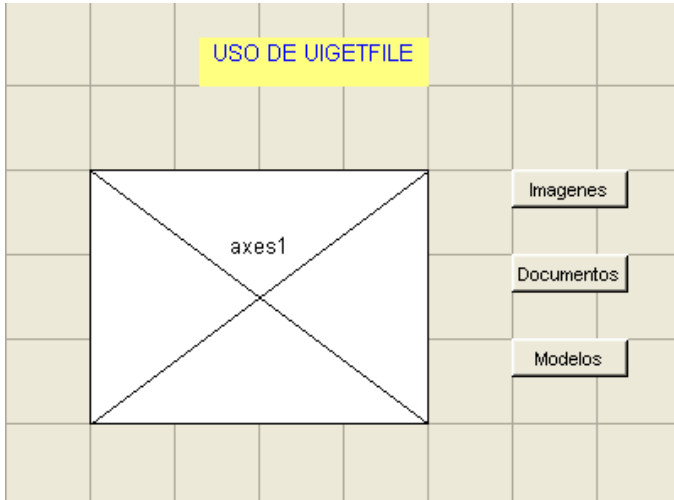 USO DE UIGETFILE
Imagenes
axes1
Documentos
Modelos